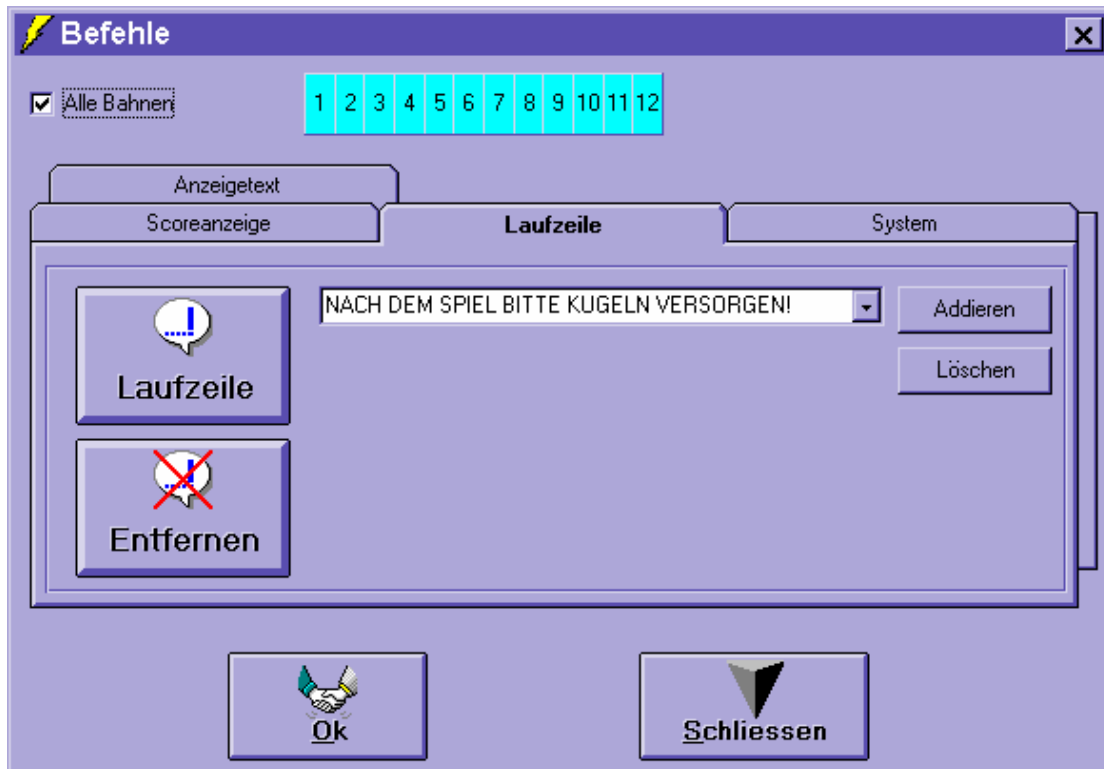 Befehle
Alle Bahnen
1 2 3 4 5 6 7 8 9 10 11 12
Anzeigetext
Scoreanzeige Laufzeile System
....!
Laufzeile
NACH DEM SPIEL BITTE KUGELN VERSORGEN!
Addieren
Löschen
....!
Entfernen
Ok
Schliessen